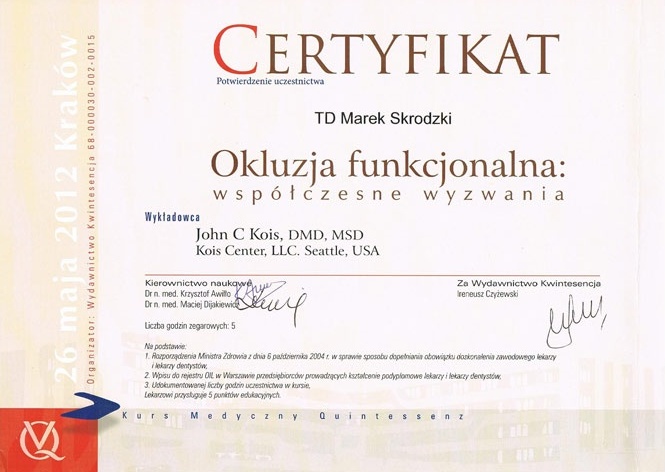 CERTYFIKAT
Potwierdzenie uczestnictwa
TD Marek Skrodzki
Okluzja funkcjonalna:
współczesne wyzwania
Wykładowca
John C Kois, DMD, MSD
Kois Center, LLC. Seattle, USA
Kierownictwo naukowe
Dr n. med. Krzysztof Awiłło
Dr n. med. Maciej Dijakiewicz
Za Wydawnictwo Kwintesencja
Ireneusz Czyżewski
Liczba godzin zegarowych: 5
Na podstawie:
1. Rozporządzenia Ministra Zdrowia z dnia 6 października 2004 r. w sprawie sposobu dopełniania obowiązku doskonalenia zawodowego lekarzy
i lekarzy dentystów,
2. Wpisu do rejestru OIL w Warszawie przedsiębiorców prowadzących kształcenie podyplomowe lekarzy i lekarzy dentystów,
3. Udokumentowanej liczby godzin uczestnictwa w kursie,
Lekarzowi przysługuje 5 punktów edukacyjnych.
Kurs Medyczny Quintessenz
26 maja 2012 Kraków
Organizator: Wydawnictwo Kwintesencja 68-000030-002-0015
VQ